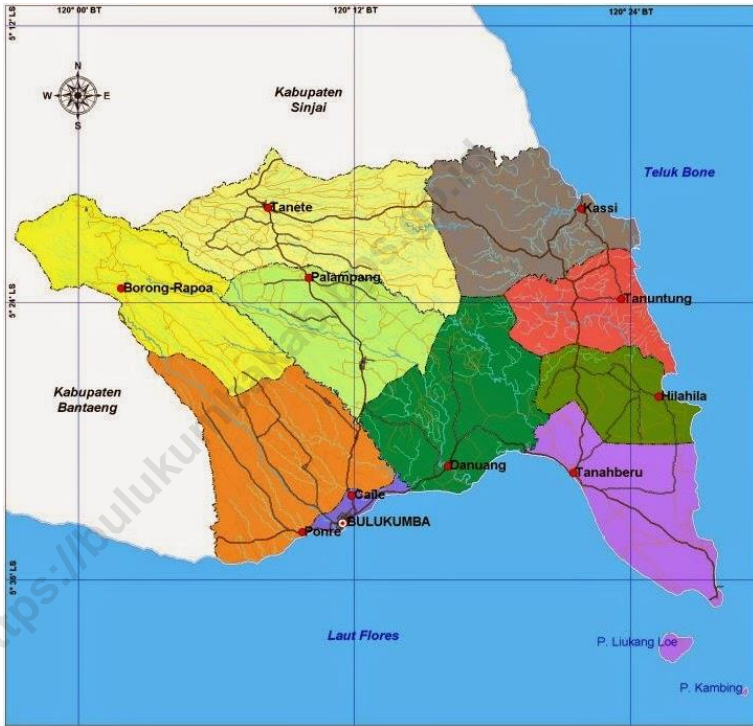 120° 00' BT
120° 12' BT
120° 24' BT
5° 12' LS
N
W
E
S
Kabupaten
Sinjai
Teluk Bone
Tanete
Kassi
Palampang
Borong-Rapoa
5° 24' LS
Tanuntung
Kabupaten
Bantaeng
Hilahila
Danuang
Tanahberu
Caile
BULUKUMBA
Ponre
5° 36' LS
Laut Flores
P. Liukang Loe
P. Kambing